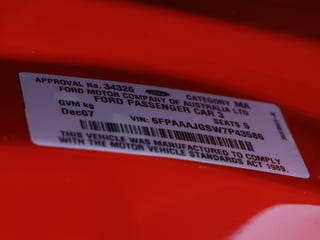 APPROVAL No. 34326 Ford CATEGORY MA
FORD MOTOR COMPANY OF AUSTRALIA LTD
FORD PASSENGER CAR 3
GVM kg SEATS 5
Dec07 VIN: 6FPAAAJGSW7P43586
THIS VEHICLE WAS MANUFACTURED TO COMPLY
WITH THE MOTOR VEHICLE STANDARDS ACT 1989.